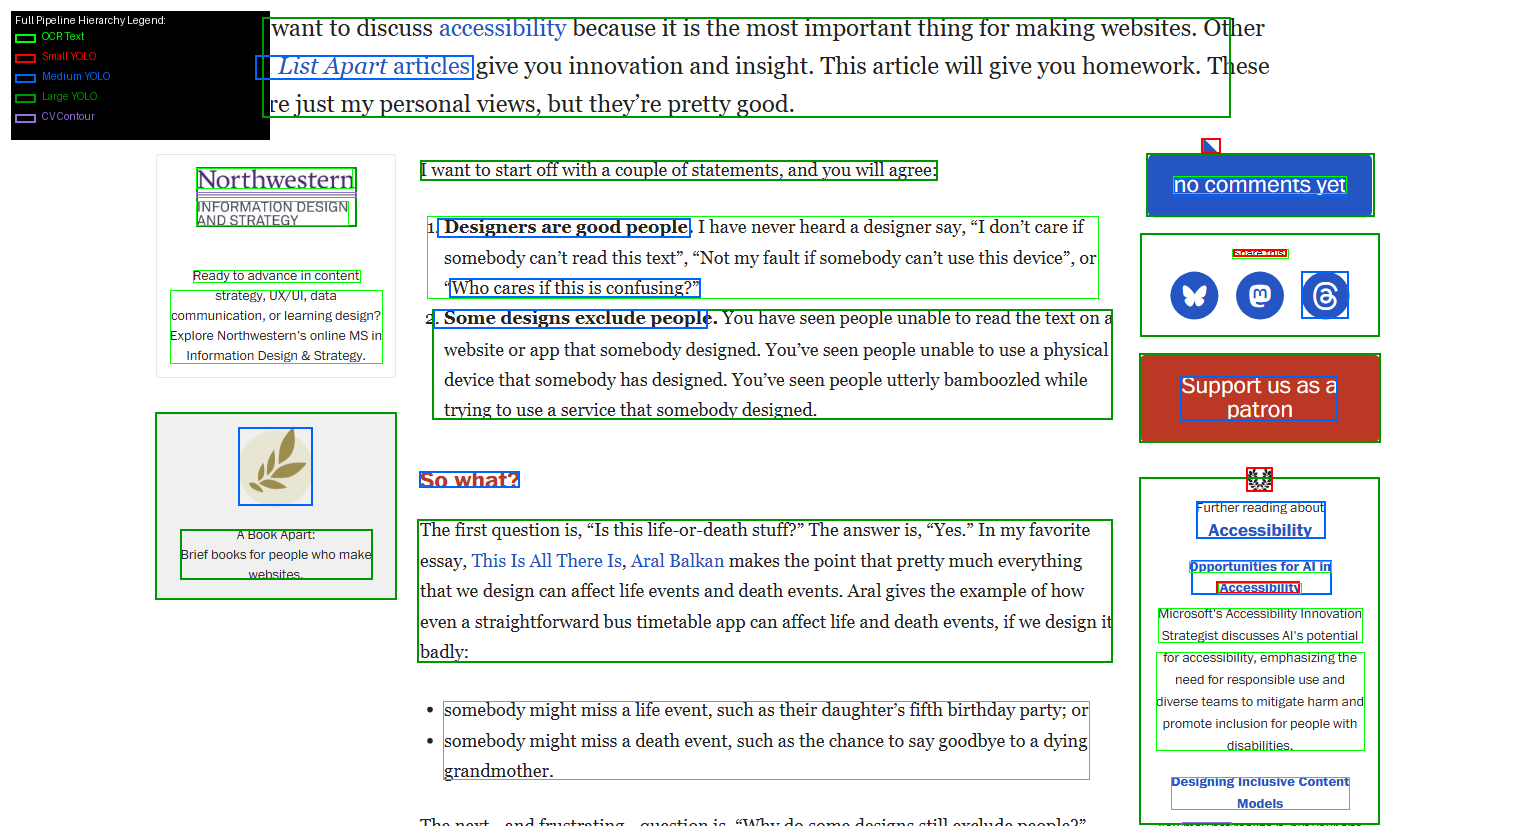 Full Pipeline Hierarchy Legend:
OCR Text
Small YOLO
Medium YOLO
Large YOLO
CV Contour
want to discuss accessibility because it is the most important thing for making websites. Other
List Apart articles give you innovation and insight. This article will give you homework. These
re just my personal views, but they’re pretty good.
Northwestern
INFORMATION DESIGN
AND STRATEGY
Ready to advance in content
strategy, UX/UI, data
communication, or learning design?
Explore Northwestern’s online MS in
Information Design & Strategy.
A Book Apart:
Brief books for people who make
websites.
I want to start off with a couple of statements, and you will agree:
1. Designers are good people. I have never heard a designer say, “I don’t care if
somebody can’t read this text”, “Not my fault if somebody can’t use this device”, or
“Who cares if this is confusing?”
2. Some designs exclude people. You have seen people unable to read the text on a
website or app that somebody designed. You’ve seen people unable to use a physical
device that somebody has designed. You’ve seen people utterly bamboozled while
trying to use a service that somebody designed.
So what?
The first question is, “Is this life-or-death stuff?” The answer is, “Yes.” In my favorite
essay, This Is All There Is, Aral Balkan makes the point that pretty much everything
that we design can affect life events and death events. Aral gives the example of how
even a straightforward bus timetable app can affect life and death events, if we design it
badly:
• somebody might miss a life event, such as their daughter’s fifth birthday party; or
• somebody might miss a death event, such as the chance to say goodbye to a dying
grandmother.
The next—and frustrating—question is, “Why do some designs still exclude people?”
no comments yet
Share this!
Support us as a
patron
Further reading about
Accessibility
Opportunities for AI in
Accessibility
Microsoft's Accessibility Innovation
Strategist discusses AI's potential
for accessibility, emphasizing the
need for responsible use and
diverse teams to mitigate harm and
promote inclusion for people with
disabilities.
Designing Inclusive Content
Models